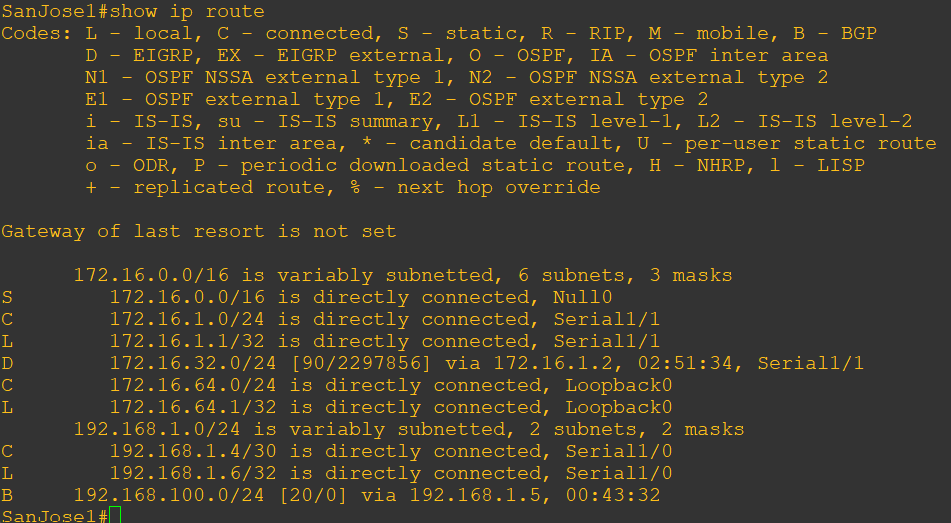 SanJose1#show ip route
Codes: L - local, C - connected, S - static, R - RIP, M - mobile, B - BGP
       D - EIGRP, EX - EIGRP external, O - OSPF, IA - OSPF inter area
       N1 - OSPF NSSA external type 1, N2 - OSPF NSSA external type 2
       E1 - OSPF external type 1, E2 - OSPF external type 2
       i - IS-IS, su - IS-IS summary, L1 - IS-IS level-1, L2 - IS-IS level-2
       ia - IS-IS inter area, * - candidate default, U - per-user static route
       o - ODR, P - periodic downloaded static route, H - NHRP, l - LISP
       + - replicated route, % - next hop override

Gateway of last resort is not set

      172.16.0.0/16 is variably subnetted, 6 subnets, 3 masks
S        172.16.0.0/16 is directly connected, Null0
C        172.16.1.0/24 is directly connected, Serial1/1
L        172.16.1.1/32 is directly connected, Serial1/1
D        172.16.32.0/24 [90/2297856] via 172.16.1.2, 02:51:34, Serial1/1
C        172.16.64.0/24 is directly connected, Loopback0
L        172.16.64.1/32 is directly connected, Loopback0
      192.168.1.0/24 is variably subnetted, 2 subnets, 2 masks
C        192.168.1.4/30 is directly connected, Serial1/0
L        192.168.1.6/32 is directly connected, Serial1/0
B     192.168.100.0/24 [20/0] via 192.168.1.5, 00:43:32
SanJose1#